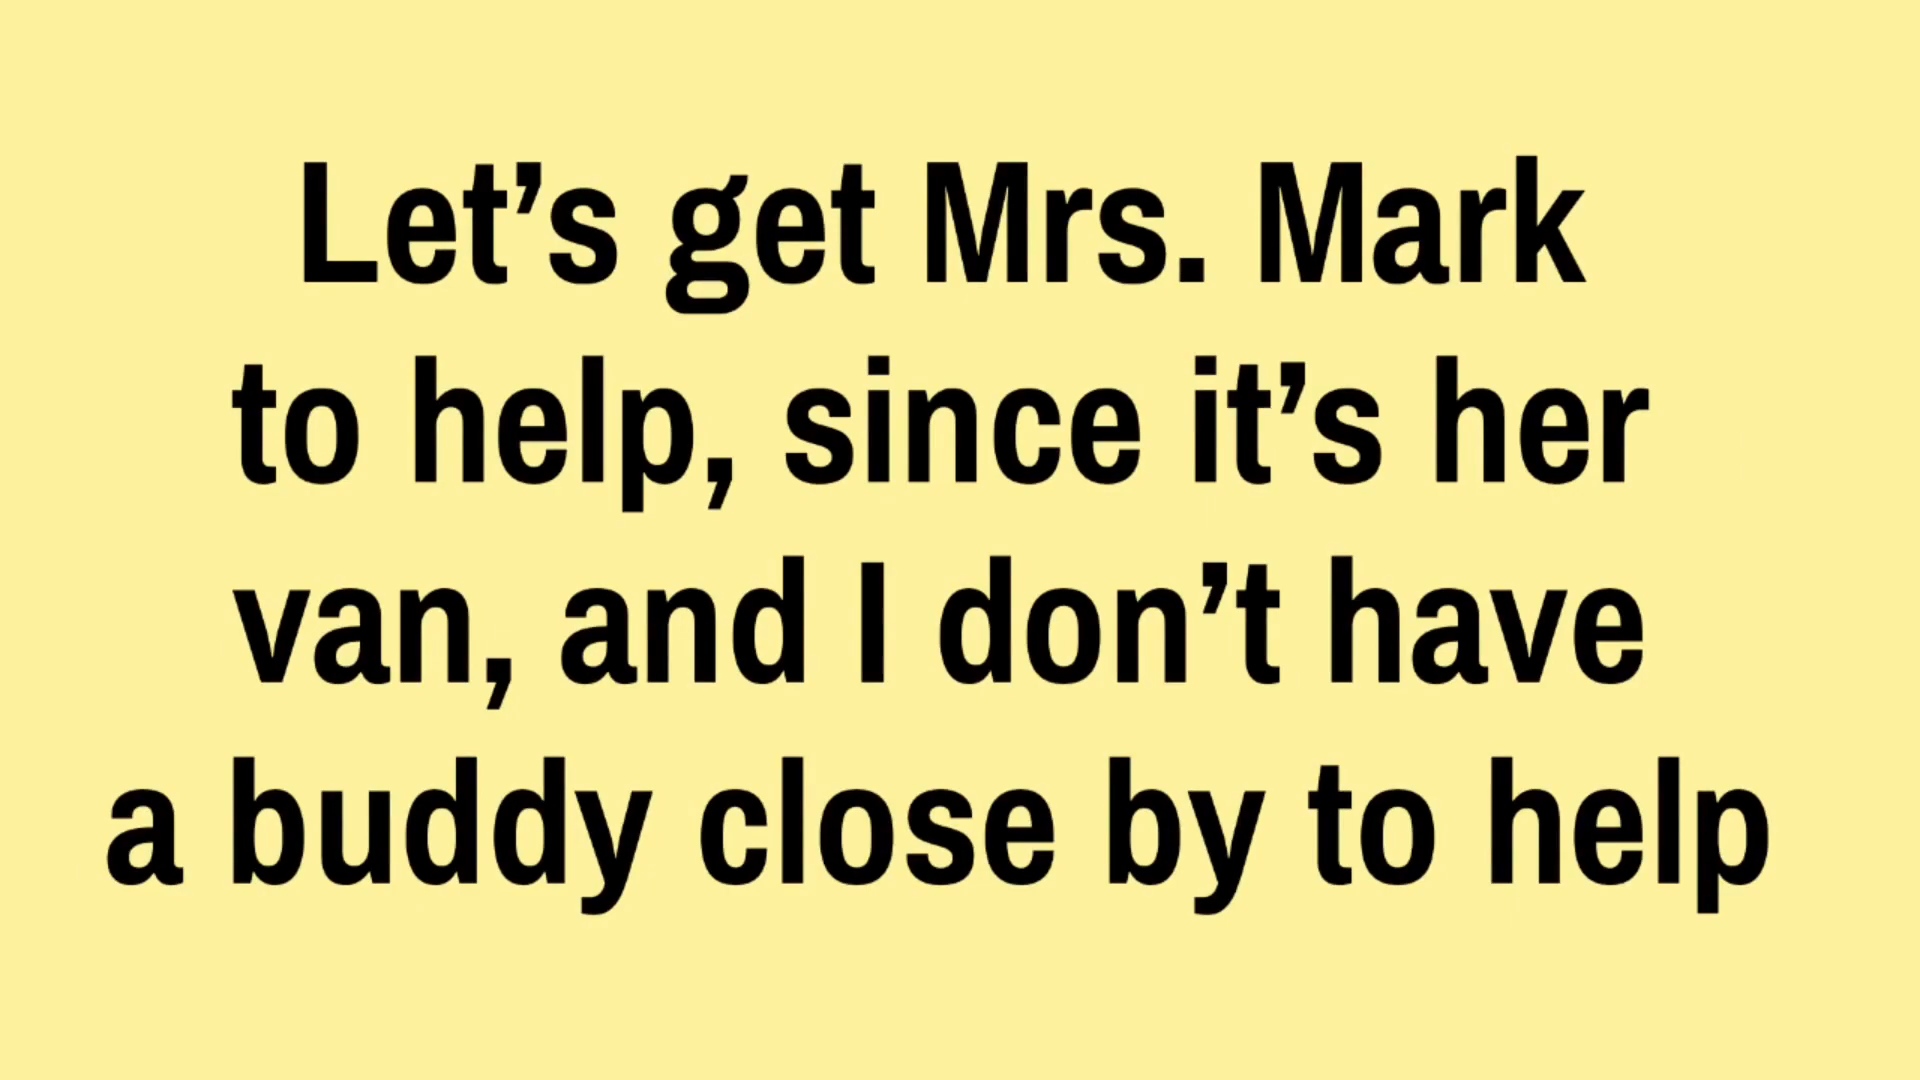 Let’s get Mrs. Mark
to help, since it’s her
van, and I don’t have
a buddy close by to help